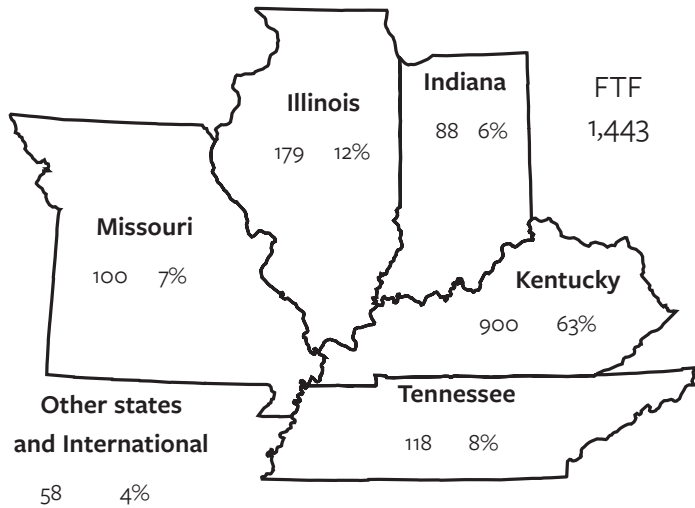 Indiana
88 6%
FTF
1,443
Illinois
179 12%
Missouri
100 7%
Kentucky
900 63%
Tennessee
118 8%
Other states
and International
58 4%